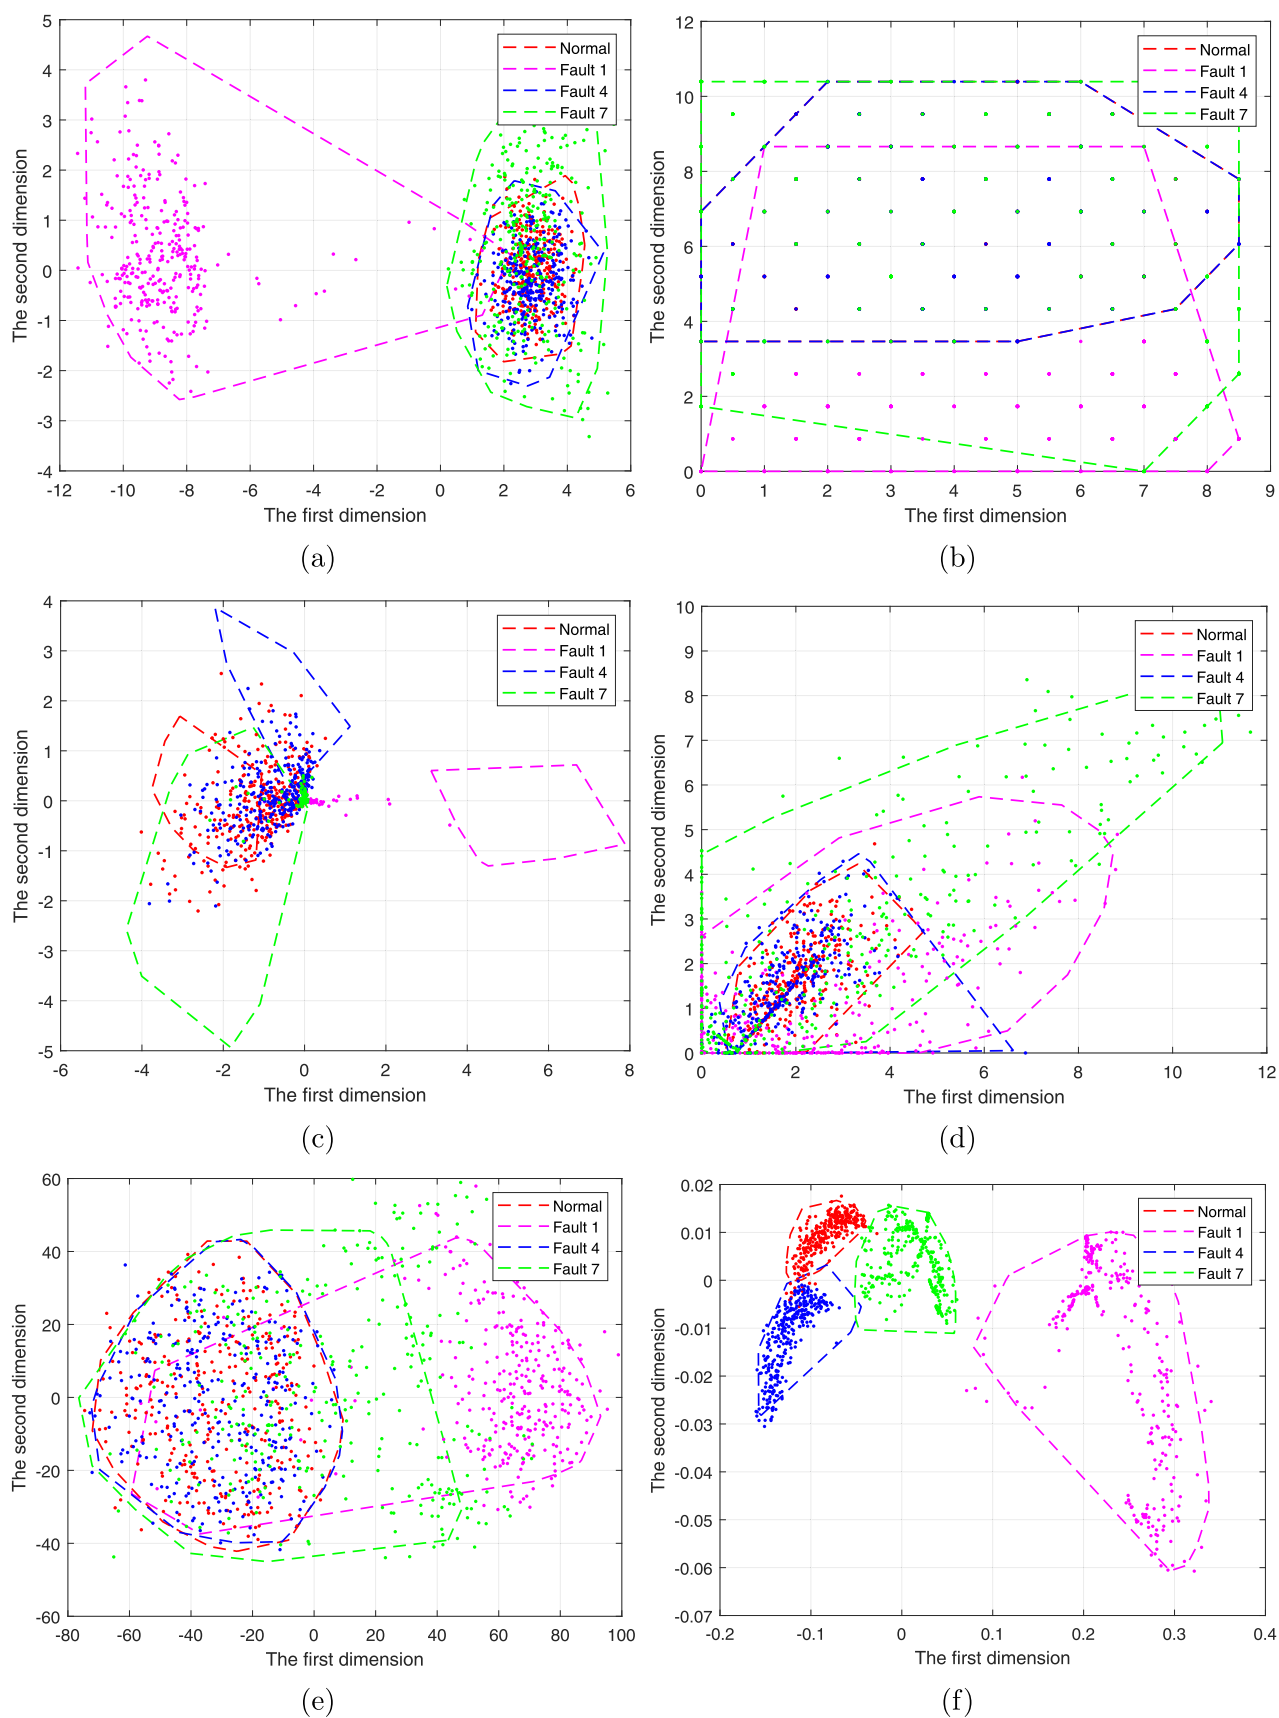 5
4
3
2
1
0
-1
-2
-3
-4
-12 -10 -8 -6 -4 -2 0 2 4 6
The second dimension
The first dimension
Normal
Fault 1
Fault 4
Fault 7
(a)
12
10
8
6
4
2
0
0 1 2 3 4 5 6 7 8 9
The second dimension
The first dimension
Normal
Fault 1
Fault 4
Fault 7
(b)
4
3
2
1
0
-1
-2
-3
-4
-5
-6 -4 -2 0 2 4 6 8
The second dimension
The first dimension
Normal
Fault 1
Fault 4
Fault 7
(c)
10
9
8
7
6
5
4
3
2
1
0
0 2 4 6 8 10 12
The second dimension
The first dimension
Normal
Fault 1
Fault 4
Fault 7
(d)
60
40
20
0
-20
-40
-60
-80 -60 -40 -20 0 20 40 60 80 100
The second dimension
The first dimension
Normal
Fault 1
Fault 4
Fault 7
(e)
0.02
0.01
0
-0.01
-0.02
-0.03
-0.04
-0.05
-0.06
-0.07
-0.2 -0.1 0 0.1 0.2 0.3 0.4
The second dimension
The first dimension
Normal
Fault 1
Fault 4
Fault 7
(f)